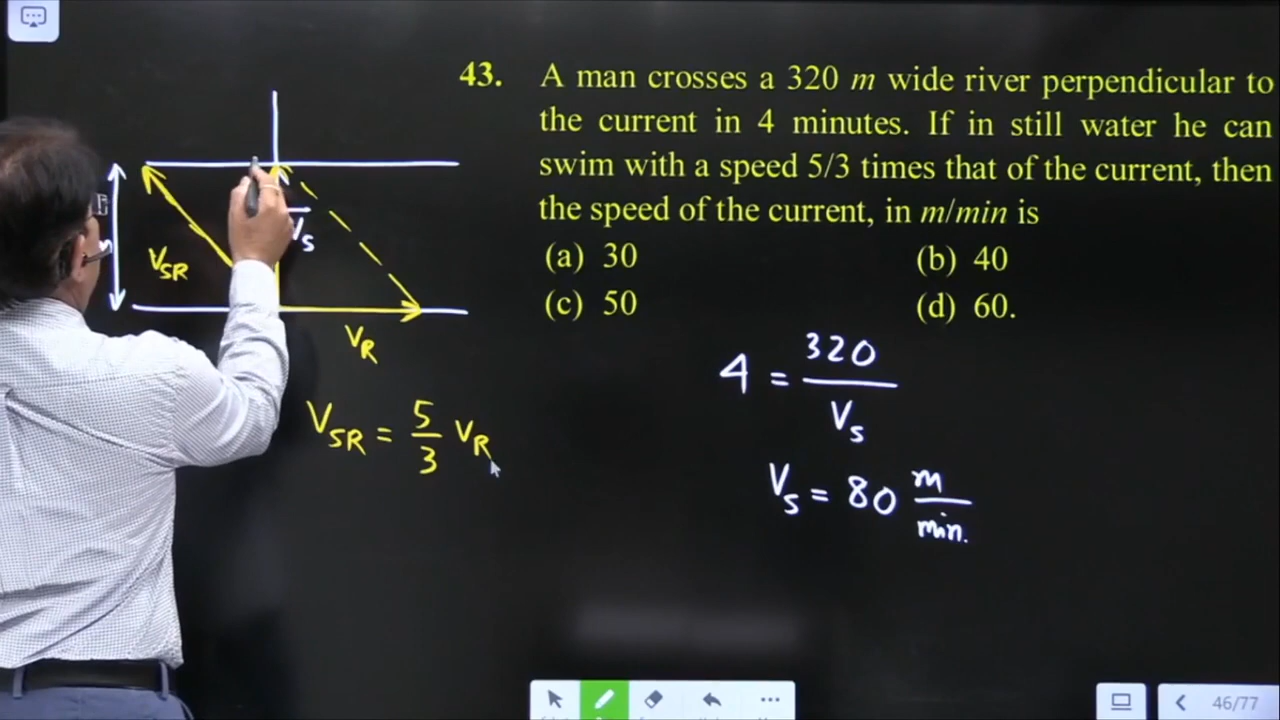 43. A man crosses a 320 m wide river perpendicular to
the current in 4 minutes. If in still water he can
swim with a speed 5/3 times that of the current, then
the speed of the current, in m/min is
(a) 30 (b) 40
(c) 50 (d) 60.
V_S
V_SR
V_R
V_SR = 5/3 V_R
4 = 320/V_s
V_s = 80 m/min.
46/77